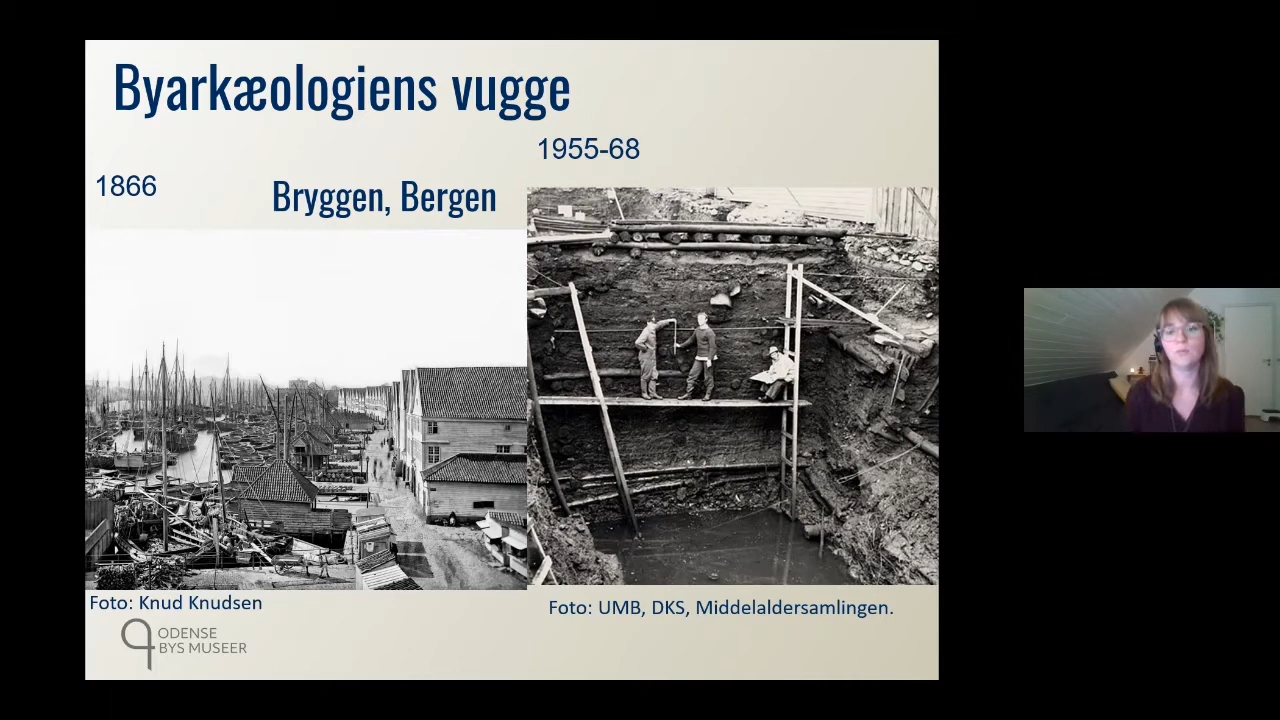 Byarkæologiens vugge
1955-68
1866
Bryggen, Bergen
Foto: Knud Knudsen
Foto: UMB, DKS, Middelaldersamlingen.
ODENSE
BYS MUSEER